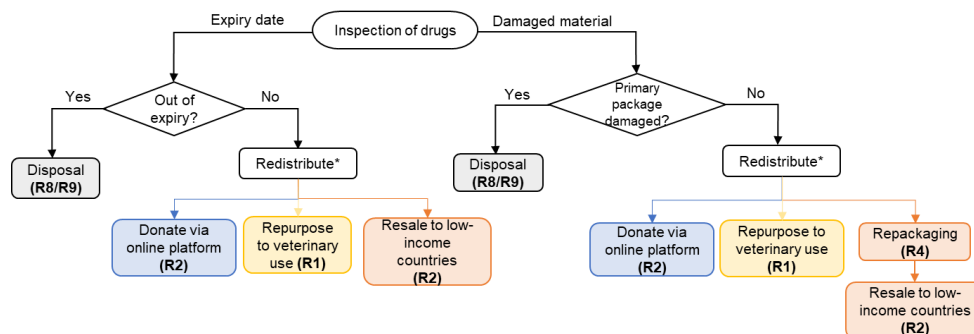 Expiry date
Inspection of drugs
Damaged material
Yes
Out of
expiry?
No
Yes
Primary
package
damaged?
No
Disposal
(R8/R9)
Redistribute*
Disposal
(R8/R9)
Redistribute*
Donate via
online platform
(R2)
Repurpose to
veterinary
use (R1)
Resale to low-
income
countries
(R2)
Donate via
online platform
(R2)
Repurpose to
veterinary use
(R1)
Repackaging
(R4)
Resale to low-
income countries
(R2)